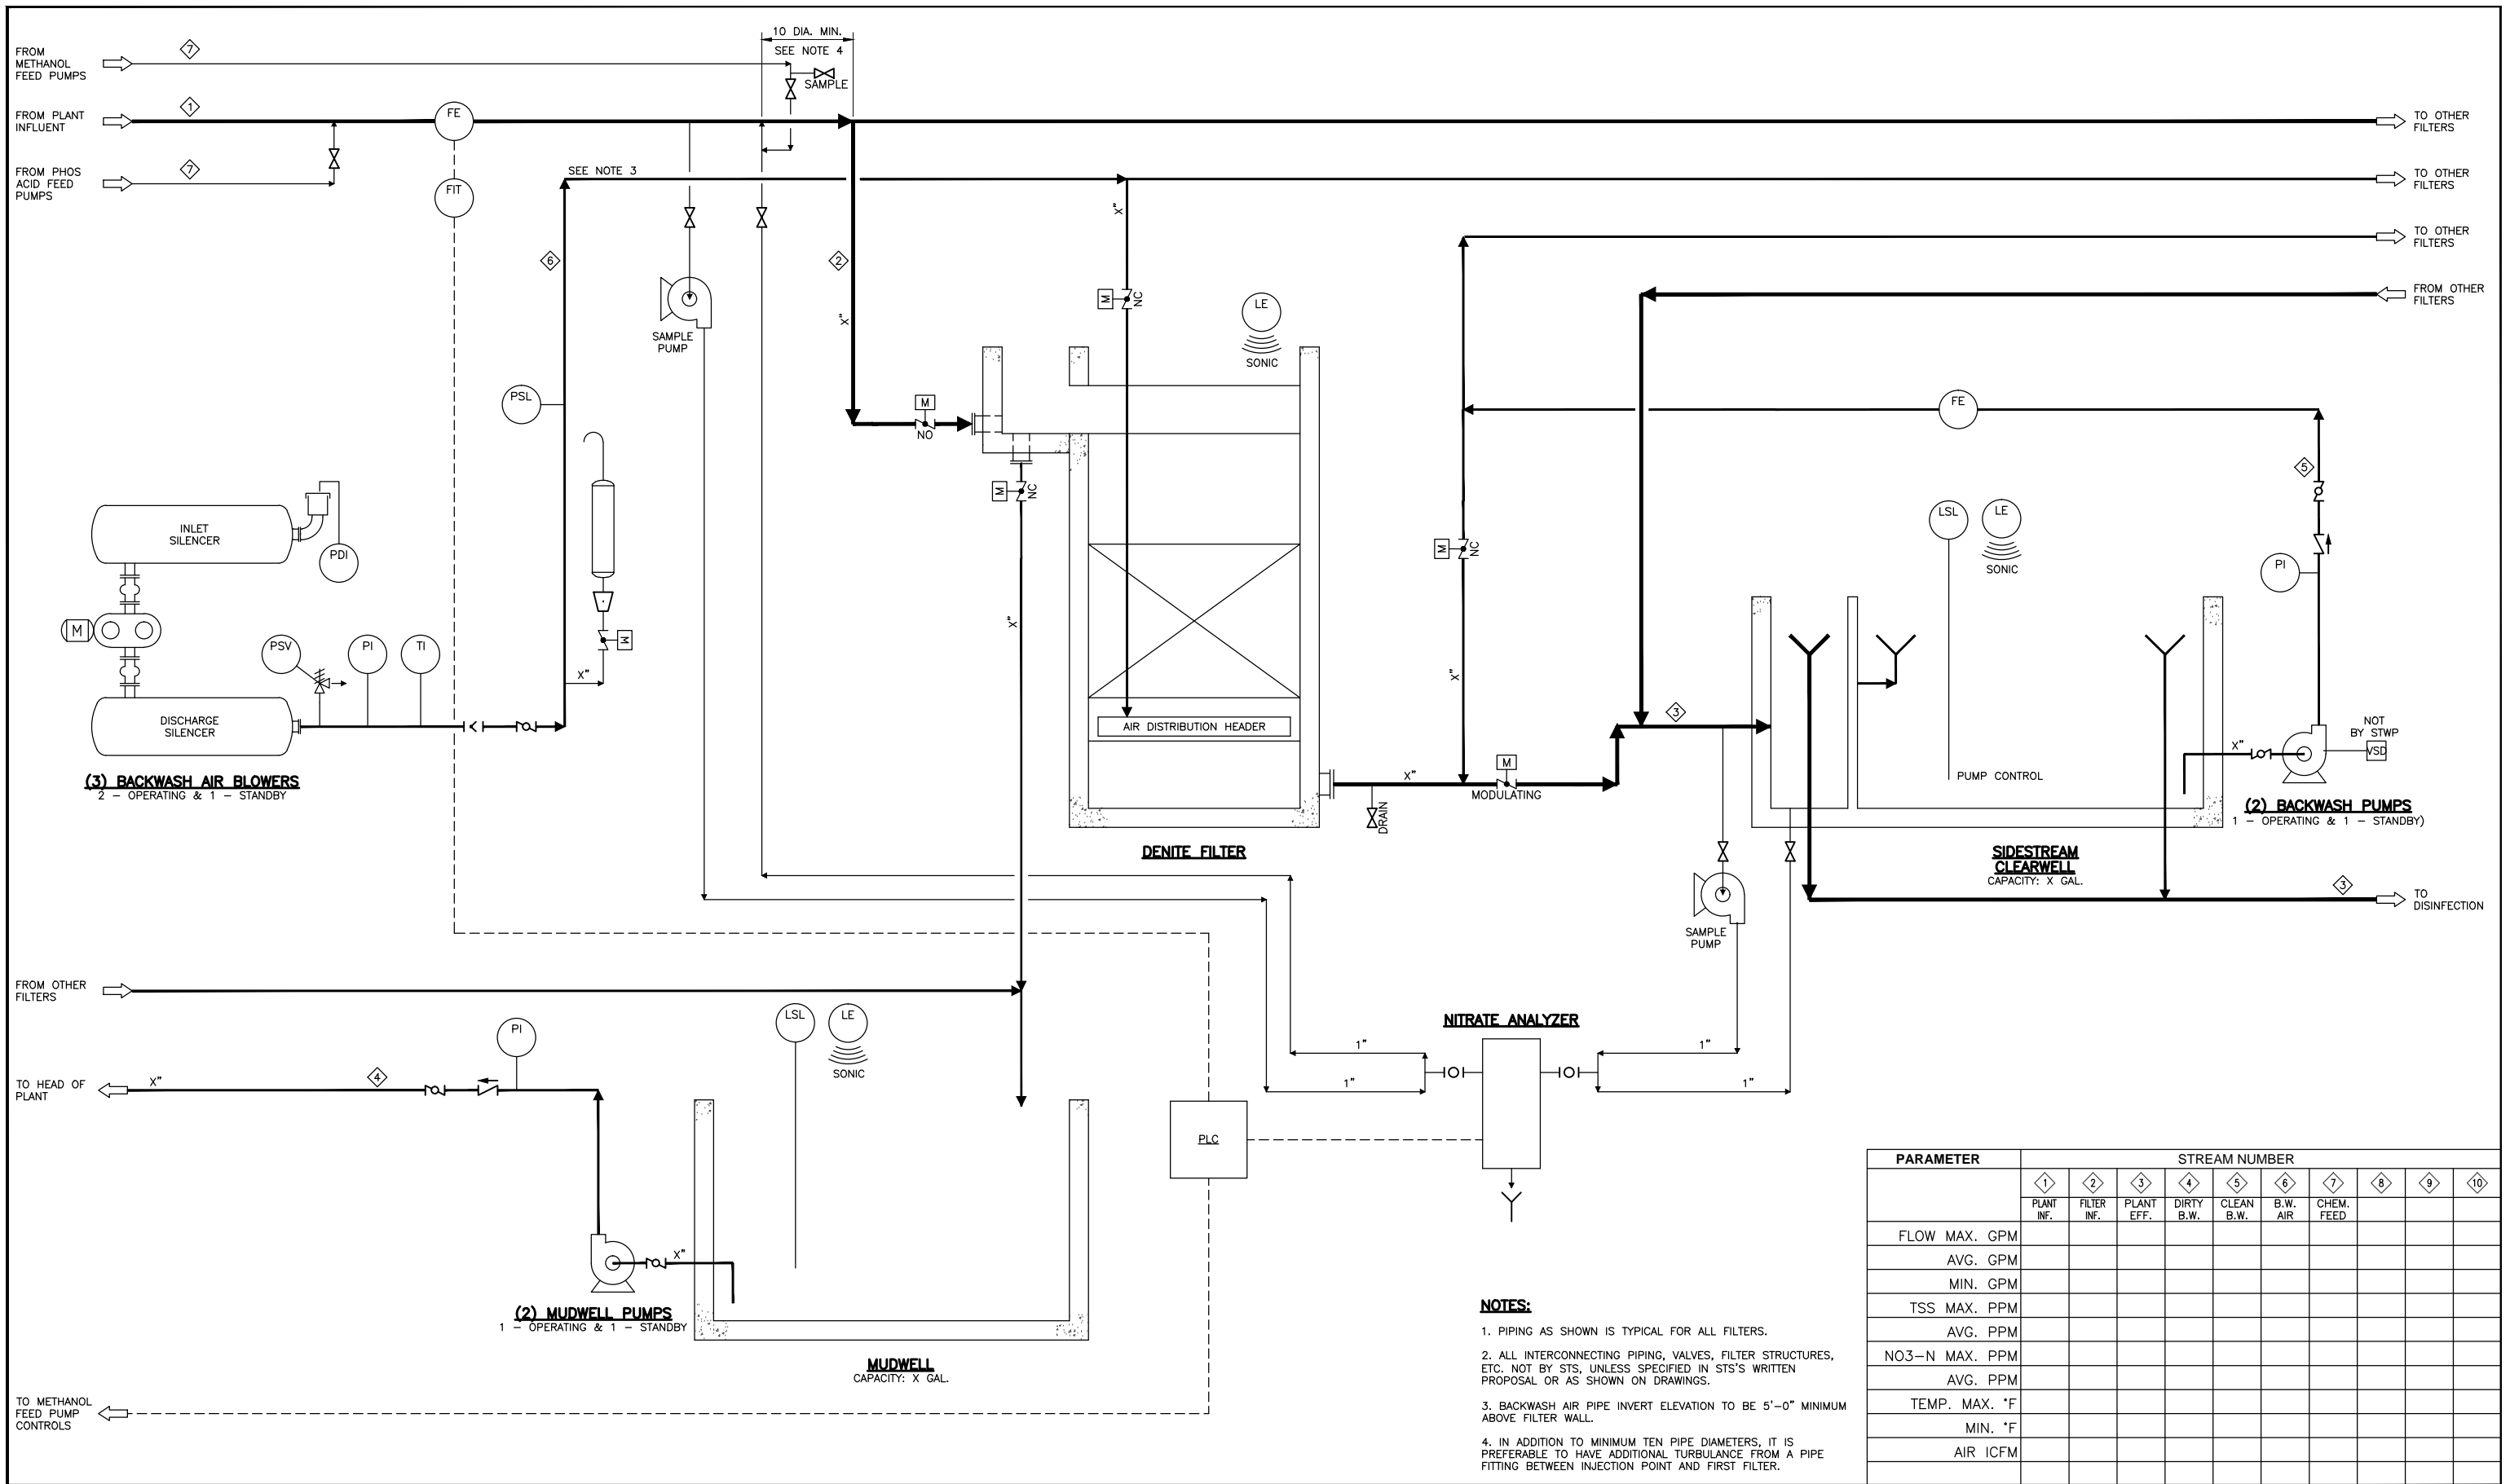 10 DIA. MIN.
SEE NOTE 4
FROM
METHANOL
FEED PUMPS
7
SAMPLE
FROM PLANT
INFLUENT
1
FE
TO OTHER
FILTERS
FROM PHOS
ACID FEED
PUMPS
7
FIT
SEE NOTE 3
TO OTHER
FILTERS
X"
TO OTHER
FILTERS
6
2
M
NC
LE
SONIC
FROM OTHER
FILTERS
X"
SAMPLE
PUMP
PSL
M
NO
FE
5
M
NC
INLET
SILENCER
PDI
M
NC
LSL
LE
SONIC
PI
M
PSV
PI
TI
M
X"
X"
X"
DISCHARGE
SILENCER
AIR DISTRIBUTION HEADER
3
NOT
BY STWP
VSD
X"
(3) BACKWASH AIR BLOWERS
2 - OPERATING & 1 - STANDBY
X"
M
MODULATING
DRAIN
PUMP CONTROL
(2) BACKWASH PUMPS
1 - OPERATING & 1 - STANDBY)
DENITE FILTER
SIDESTREAM
CLEARWELL
CAPACITY: X GAL.
3
TO
DISINFECTION
SAMPLE
PUMP
FROM OTHER
FILTERS
PI
LSL
LE
SONIC
NITRATE ANALYZER
1"
1"
1"
1"
TO HEAD OF
PLANT
X"
4
PLC
X"
(2) MUDWELL PUMPS
1 - OPERATING & 1 - STANDBY
MUDWELL
CAPACITY: X GAL.
TO METHANOL
FEED PUMP
CONTROLS
NOTES:
1. PIPING AS SHOWN IS TYPICAL FOR ALL FILTERS.
2. ALL INTERCONNECTING PIPING, VALVES, FILTER STRUCTURES,
ETC. NOT BY STS, UNLESS SPECIFIED IN STS'S WRITTEN
PROPOSAL OR AS SHOWN ON DRAWINGS.
3. BACKWASH AIR PIPE INVERT ELEVATION TO BE 5'-0" MINIMUM
ABOVE FILTER WALL.
4. IN ADDITION TO MINIMUM TEN PIPE DIAMETERS, IT IS
PREFERABLE TO HAVE ADDITIONAL TURBULANCE FROM A PIPE
FITTING BETWEEN INJECTION POINT AND FIRST FILTER.
PARAMETER STREAM NUMBER
1 2 3 4 5 6 7 8 9 10
PLANT INF. FILTER INF. PLANT EFF. DIRTY B.W. CLEAN B.W. B.W. AIR CHEM. FEED
FLOW MAX. GPM
AVG. GPM
MIN. GPM
TSS MAX. PPM
AVG. PPM
NO3-N MAX. PPM
AVG. PPM
TEMP. MAX. °F
MIN. °F
AIR ICFM